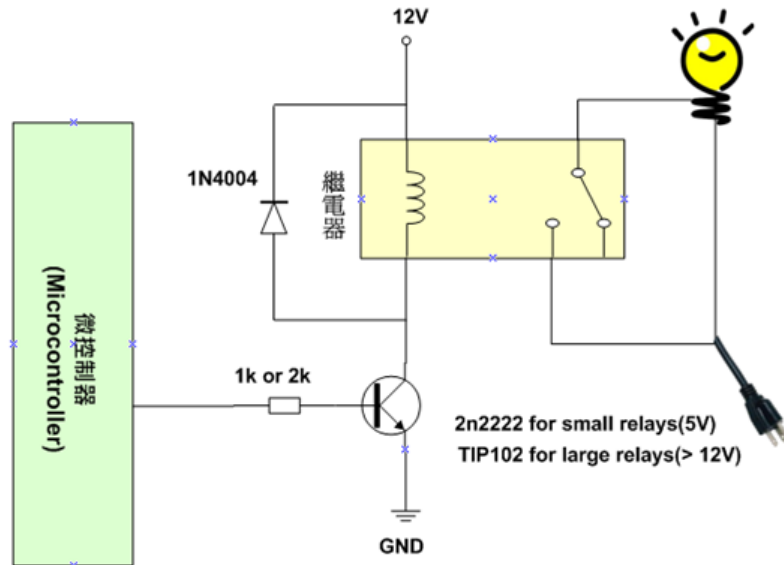 12V
1N4004
繼電器
微控制器
(Microcontroller)
1k or 2k
2n2222 for small relays(5V)
TIP102 for large relays(> 12V)
GND